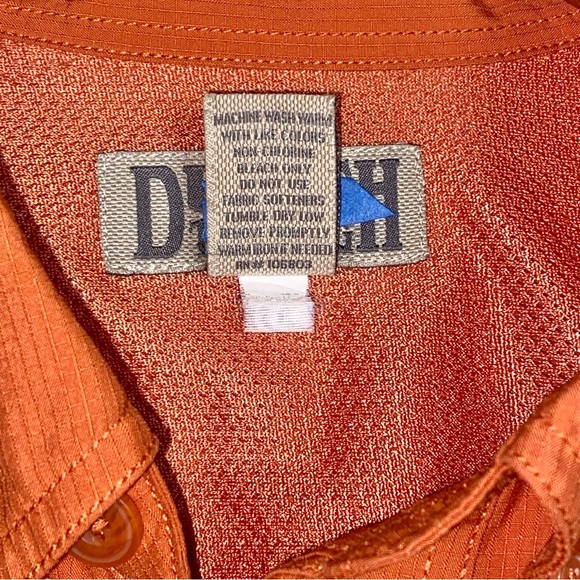 MACHINE WASH WARM
WITH LIKE COLORS
NON-CHLORINE
BLEACH ONLY
DO NOT USE
FABRIC SOFTENERS
TUMBLE DRY LOW
REMOVE PROMPTLY
WARM IRON IF NEEDED
RN# 106803